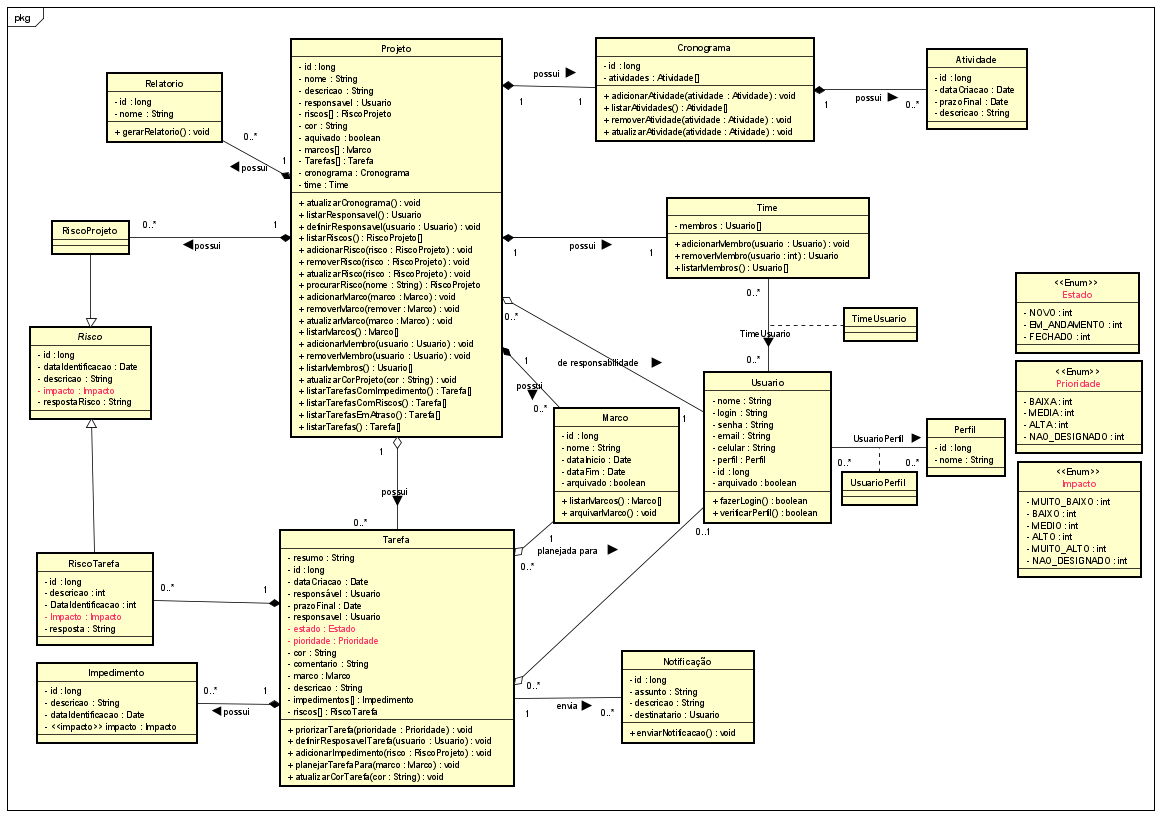 pkg
Projeto
- id : long
- nome : String
- descricao : String
- responsavel : Usuario
- riscos[] : RiscoProjeto
- cor : String
- aquivado : boolean
- marcos[] : Marco
- Tarefas[] : Tarefa
- cronograma : Cronograma
- time : Time
+ atualizarCronograma() : void
+ listarResponsavel() : Usuario
+ definirResponsavel(usuario : Usuario) : void
+ listarRiscos() : RiscoProjeto[]
+ adicionarRisco(risco : RiscoProjeto) : void
+ removerRisco(risco : RiscoProjeto) : void
+ atualizarRisco(risco : RiscoProjeto) : void
+ procurarRisco(nome : String) : RiscoProjeto
+ adicionarMarco(marco : Marco) : void
+ removerMarco(remover : Marco) : void
+ atualizarMarco(marco : Marco) : void
+ listarMarcos() : Marco[]
+ adicionarMembro(usuario : Usuario) : void
+ removerMembro(usuario : Usuario) : void
+ listarMembros() : Usuario[]
+ atualizarCorProjeto(cor : String) : void
+ listarTarefasComImpedimento() : Tarefa[]
+ listarTarefasComRiscos() : Tarefa[]
+ listarTarefasEmAtraso() : Tarefa[]
+ listarTarefas() : Tarefa[]
Cronograma
- id : long
- atividades : Atividade[]
+ adicionarAtividade(atividade : Atividade) : void
+ listarAtividades() : Atividade[]
+ removerAtividade(atividade : Atividade) : void
+ atualizarAtividade(atividade : Atividade) : void
possui
1
1
Atividade
- id : long
- dataCriacao : Date
- prazoFinal : Date
- descricao : String
1
possui
0..*
Relatorio
- id : long
- nome : String
+ gerarRelatorio() : void
0..*
1
possui
RiscoProjeto
0..*
1
possui
Time
- membros : Usuario[]
+ adicionarMembro(usuario : Usuario) : void
+ removerMembro(usuario : int) : Usuario
+ listarMembros() : Usuario[]
1
possui
1
0..*
TimeUsuario
TimeUsuario
0..*
0..*
de responsabilidade
1
Risco
- id : long
- dataIdentificacao : Date
- descricao : String
- impacto : Impacto
- respostaRisco : String
1
possui
0..*
Marco
- id : long
- nome : String
- dataInicio : Date
- dataFim : Date
- arquivado : boolean
+ listarMarcos() : Marco[]
+ arquivarMarco() : void
Usuario
- nome : String
- login : String
- senha : String
- email : String
- celular : String
- perfil : Perfil
- id : long
- arquivado : boolean
+ fazerLogin() : boolean
+ verificarPerfil() : boolean
UsuarioPerfil
0..*
0..*
UsuarioPerfil
Perfil
- id : long
- nome : String
<<Enum>>
Estado
- NOVO : int
- EM_ANDAMENTO : int
- FECHADO : int
<<Enum>>
Prioridade
- BAIXA : int
- MEDIA : int
- ALTA : int
- NAO_DESIGNADO : int
<<Enum>>
Impacto
- MUITO_BAIXO : int
- BAIXO : int
- MEDIO : int
- ALTO : int
- MUITO_ALTO : int
- NAO_DESIGNADO : int
1
possui
0..*
Tarefa
- resumo : String
- id : long
- dataCriacao : Date
- responsável : Usuario
- prazoFinal : Date
- responsavel : Usuario
- estado : Estado
- pioridade : Prioridade
- cor : String
- comentario : String
- marco : Marco
- descricao : String
- impedimentos[] : Impedimento
- riscos[] : RiscoTarefa
+ priorizarTarefa(prioridade : Prioridade) : void
+ definirResposavelTarefa(usuario : Usuario) : void
+ adicionarImpedimento(risco : RiscoProjeto) : void
+ planejarTarefaPara(marco : Marco) : void
+ atualizarCorTarefa(cor : String) : void
1
planejada para
0..*
0..1
0..*
RiscoTarefa
- id : long
- descricao : int
- DataIdentificacao : int
- Impacto : Impacto
- resposta : String
0..*
1
Impedimento
- id : long
- descricao : String
- dataIdentificacao : Date
- <<impacto>> impacto : Impacto
0..*
1
possui
Notificação
- id : long
- assunto : String
- descricao : String
- destinatario : Usuario
+ enviarNotificacao() : void
1
envia
0..*